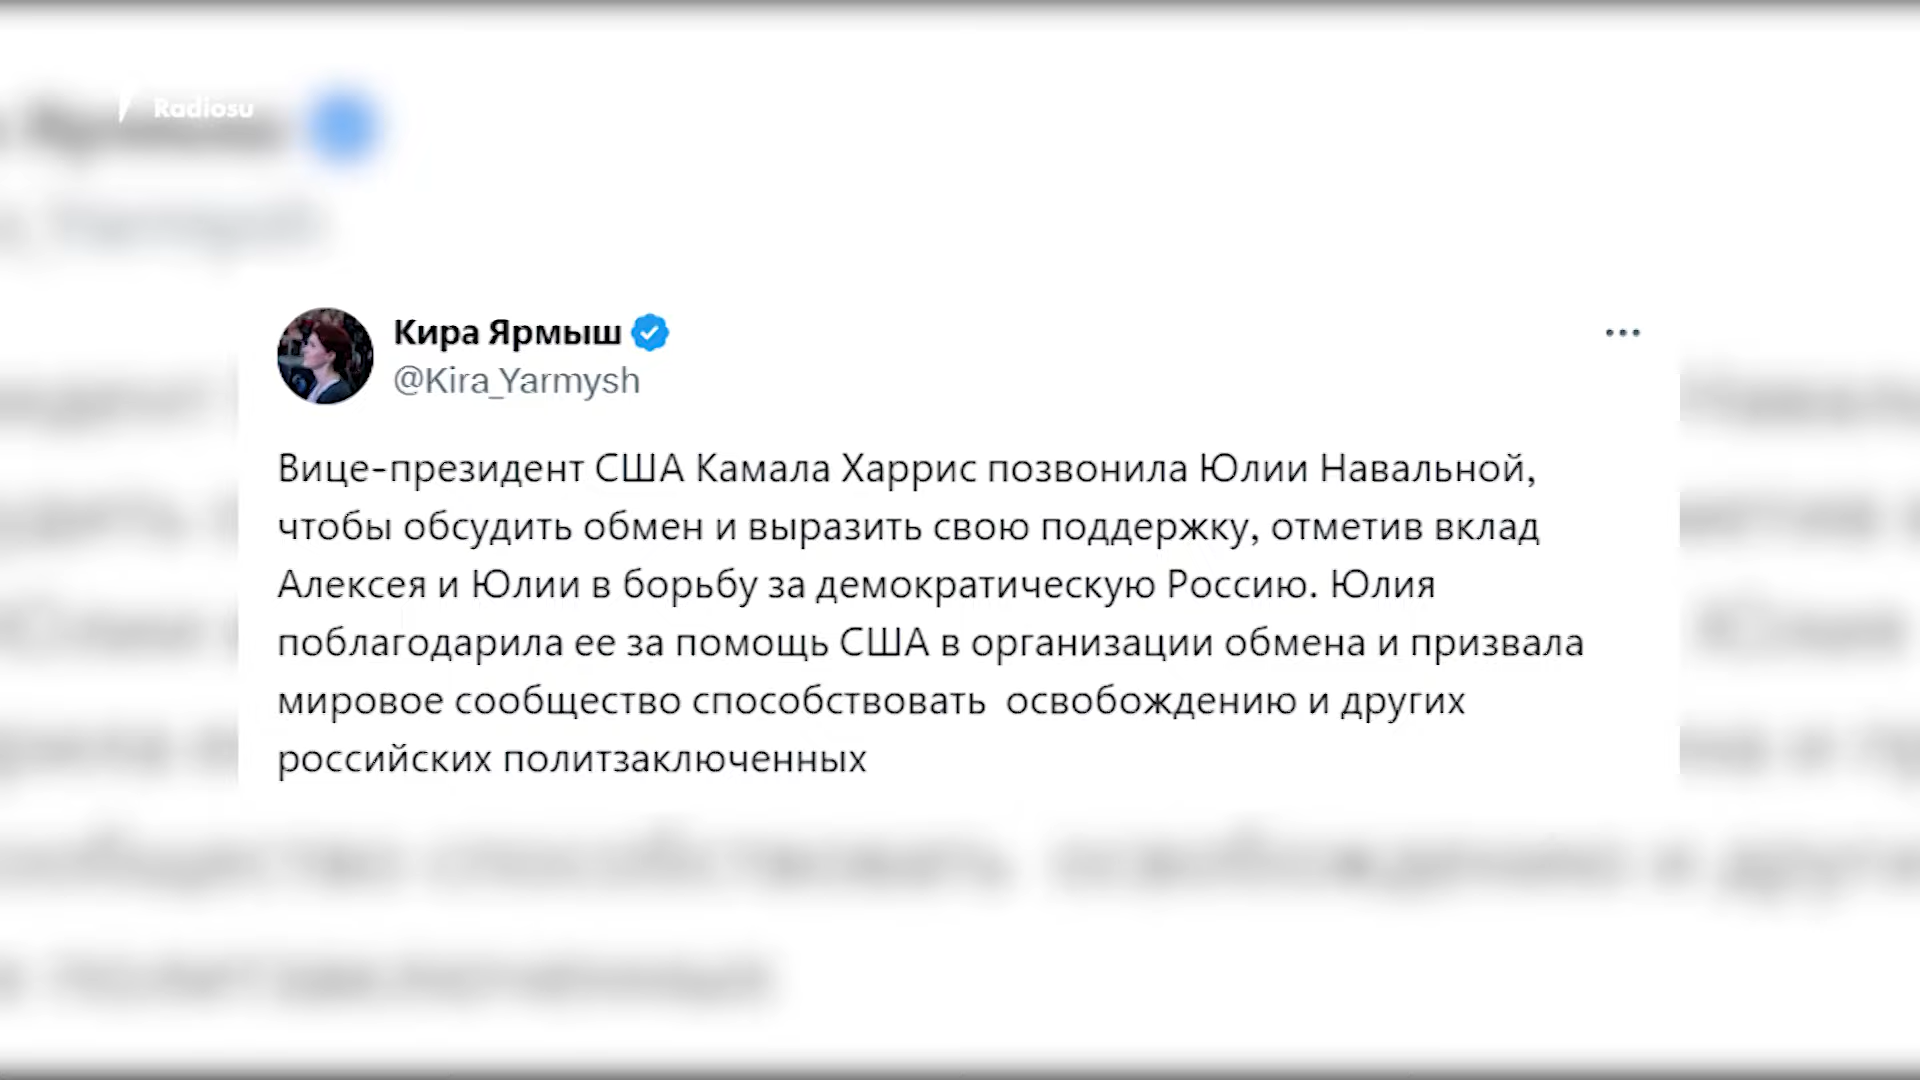 Radiosu
Кира Ярмыш
@Kira_Yarmysh
Вице-президент США Камала Харрис позвонила Юлии Навальной,
чтобы обсудить обмен и выразить свою поддержку, отметив вклад
Алексея и Юлии в борьбу за демократическую Россию. Юлия
поблагодарила ее за помощь США в организации обмена и призвала
мировое сообщество способствовать  освобождению и других
российских политзаключенных